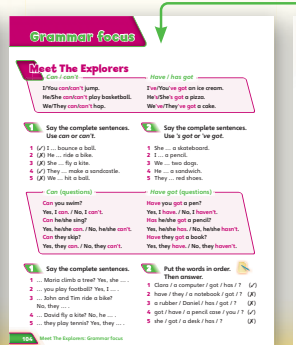 Grammar focus
Meet The Explorers
Can / can't
I/You can/can't jump.
He/She can/can't play basketball.
We/They can/can't hop.
Have / has got
I've/You've got an ice cream.
He's/She's got a pizza.
We've/They've got a cake.
1 Say the complete sentences.
Use can or can't.
1 (✓) I ... bounce a ball.
2 (X) He ... ride a bike.
3 (X) She ... fly a kite.
4 (✓) They ... make a sandcastle.
5 (X) We ... hit a ball.
2 Say the complete sentences.
Use 's got or 've got.
1 She ... a skateboard.
2 I ... a pencil.
3 We ... two dogs.
4 He ... a sandwich.
5 They ... red shoes.
Can (questions)
Can you swim?
Yes, I can. / No, I can't.
Can he/she sing?
Yes, he/she can. / No, he/she can't.
Can they skip?
Yes, they can. / No, they can't.
Have got (questions)
Have you got a pen?
Yes, I have. / No, I haven't.
Has he/she got a pencil?
Yes, he/she has. / No, he/she hasn't.
Have they got a book?
Yes, they have. / No, they haven't.
1 Say the complete sentences.
1 ... Maria climb a tree? Yes, she ... .
2 ... you play football? Yes, I ... .
3 ... John and Tim ride a bike?
No, they ... .
4 ... David fly a kite? No, he ... .
5 ... they play tennis? Yes, they ... .
2 Put the words in order.
Then answer.
1 Clara / a computer / got / has / ? (✓)
2 have / they / a notebook / got / ? (X)
3 a rubber / Daniel / has / got / ? (X)
4 got / have / a pencil case / you / ? (✓)
5 she / got / a desk / has / ? (X)
104 Meet The Explorers: Grammar focus